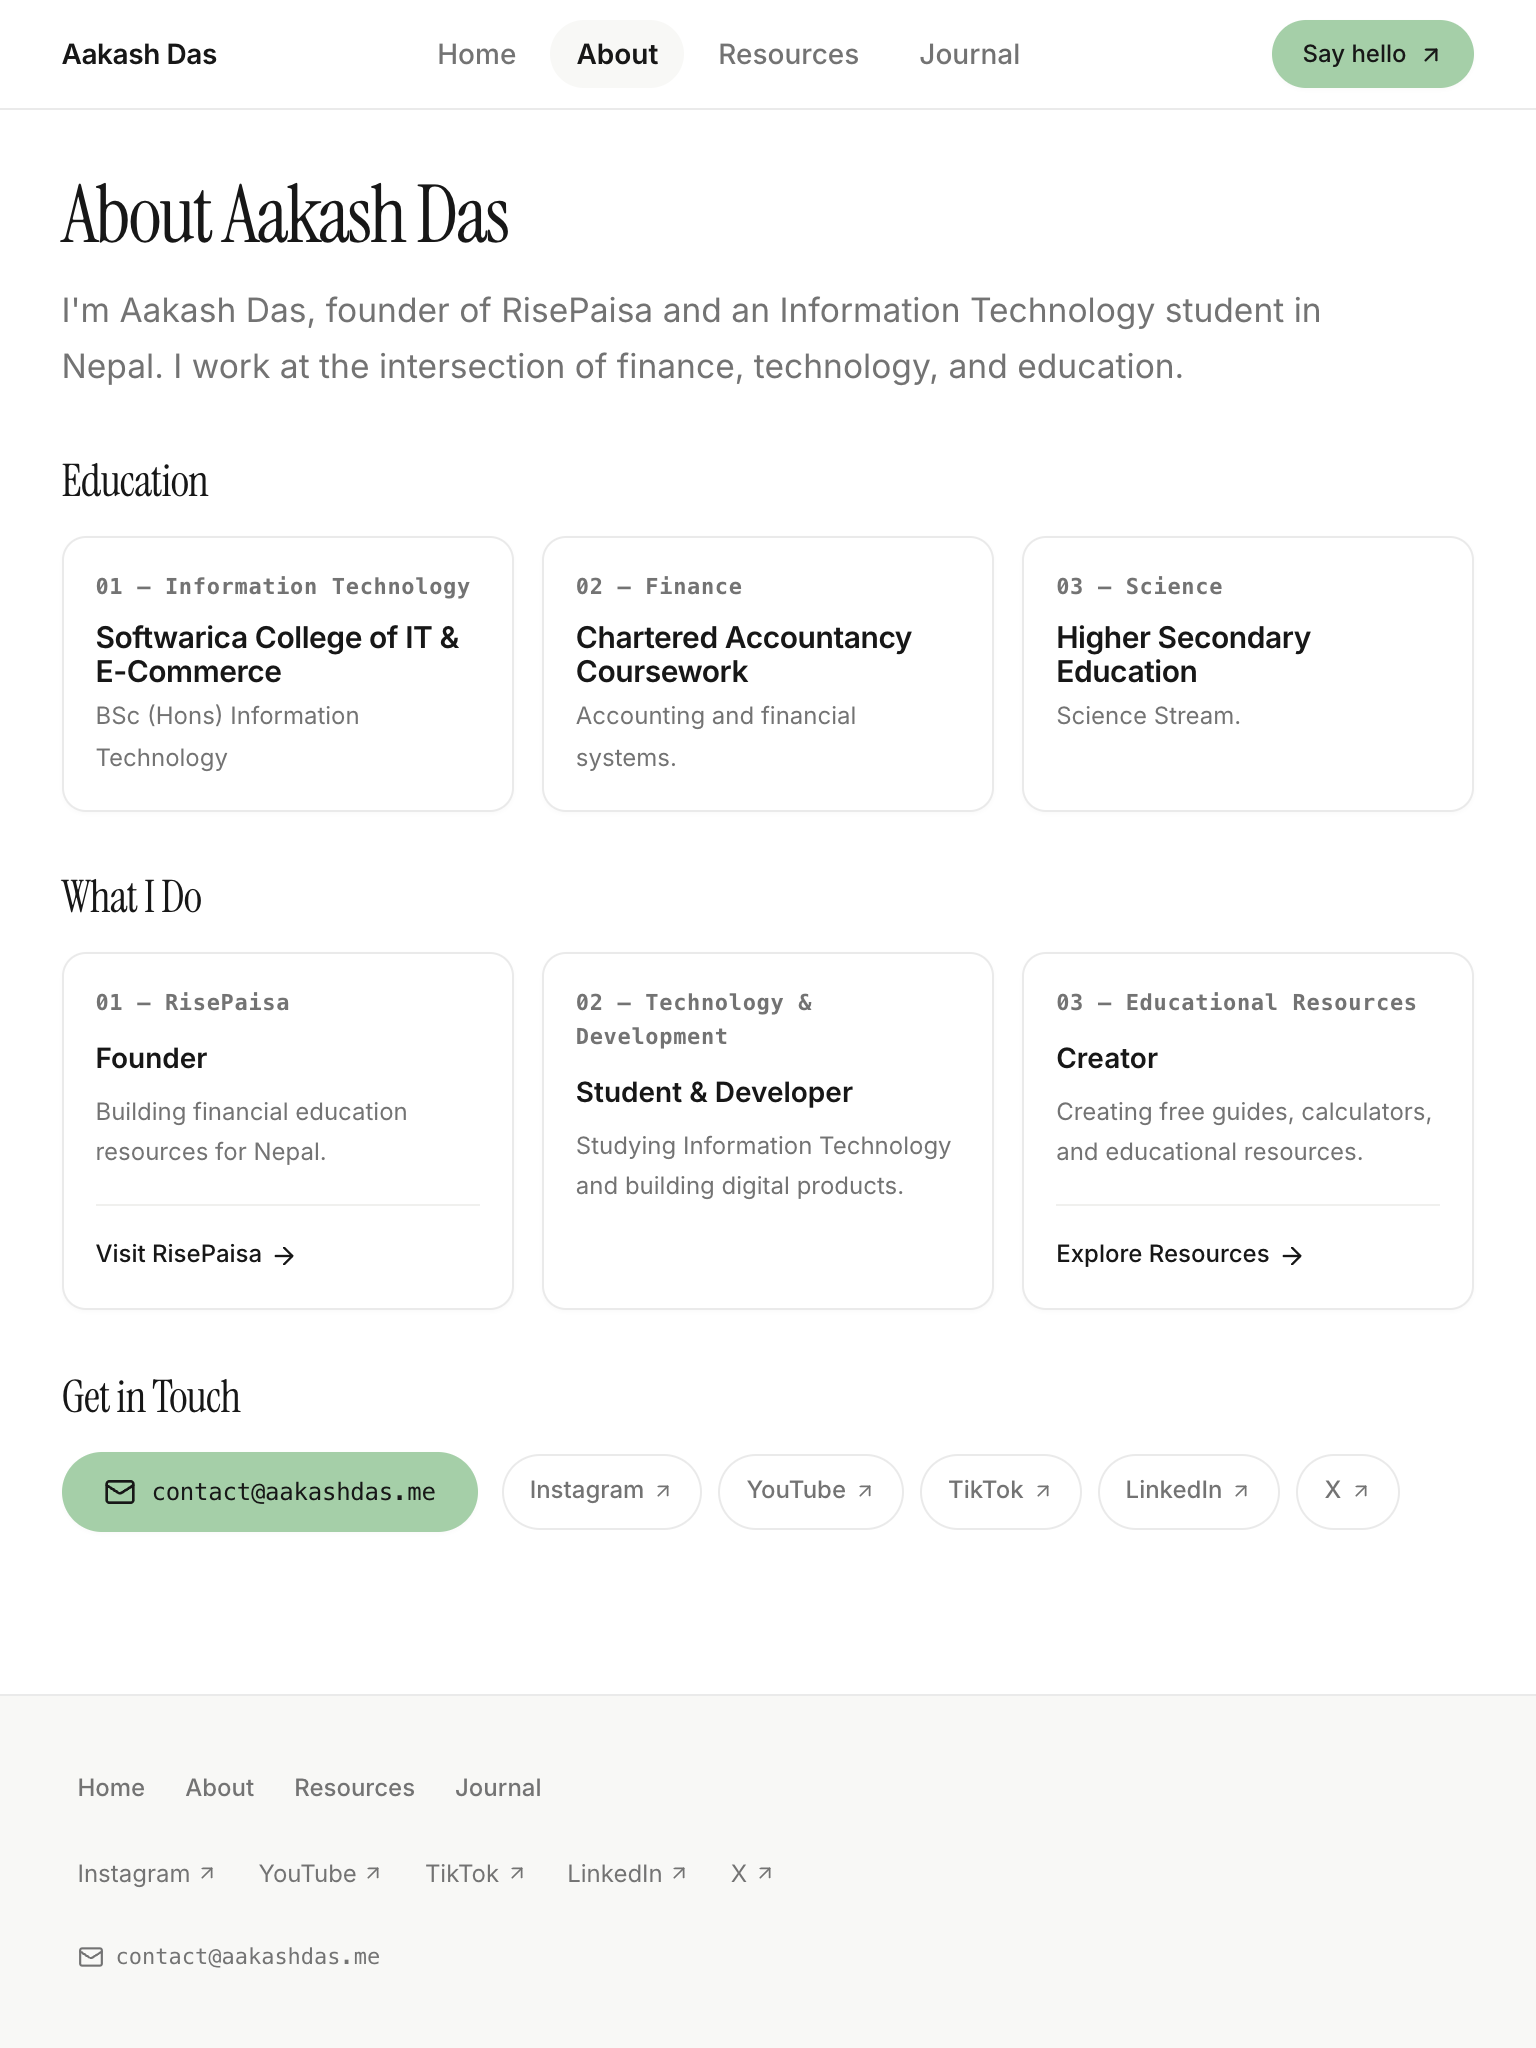 Aakash Das
Home
About
Resources
Journal
Say hello
About Aakash Das
I'm Aakash Das, founder of RisePaisa and an Information Technology student in
Nepal. I work at the intersection of finance, technology, and education.
Education
01 — Information Technology
Softwarica College of IT &
E-Commerce
BSc (Hons) Information
Technology
02 — Finance
Chartered Accountancy
Coursework
Accounting and financial
systems.
03 — Science
Higher Secondary
Education
Science Stream.
What I Do
01 — RisePaisa
Founder
Building financial education
resources for Nepal.
Visit RisePaisa →
02 — Technology &
Development
Student & Developer
Studying Information Technology
and building digital products.
03 — Educational Resources
Creator
Creating free guides, calculators,
and educational resources.
Explore Resources →
Get in Touch
contact@aakashdas.me
Instagram
YouTube
TikTok
LinkedIn
X
Home
About
Resources
Journal
Instagram
YouTube
TikTok
LinkedIn
X
contact@aakashdas.me